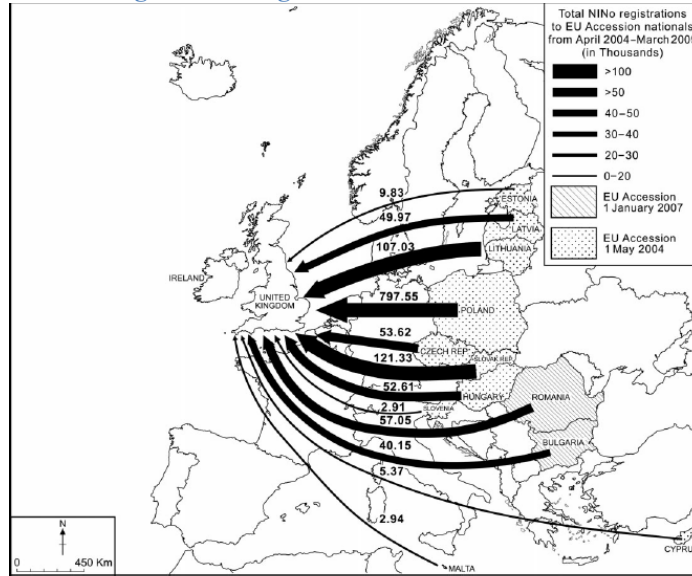 Total NINo registrations
to EU Accession nationals
from April 2004–March 2009
(in Thousands)
>100
>50
40–50
30–40
20–30
0–20
EU Accession
1 January 2007
EU Accession
1 May 2004
9.83
ESTONIA
49.97
LATVIA
107.03
LITHUANIA
IRELAND
UNITED
KINGDOM
797.55
POLAND
53.62
CZECH REP
121.33
SLOVAK REP
52.61
HUNGARY
2.91
SLOVENIA
ROMANIA
57.05
40.15
BULGARIA
5.37
2.94
N
0 450 Km
CYPRUS
MALTA